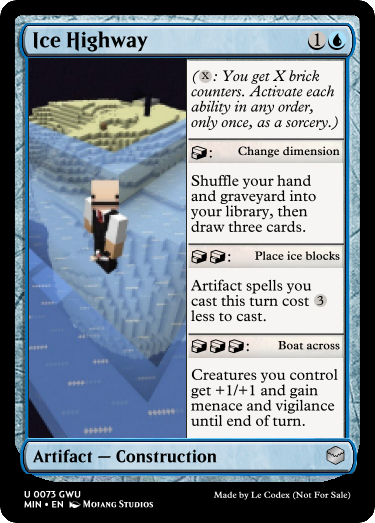 Ice Highway 1
(X: You get X brick
counters. Activate each
ability in any order,
only once, as a sorcery.)
: Change dimension
Shuffle your hand
and graveyard into
your library, then
draw three cards.
: Place ice blocks
Artifact spells you
cast this turn cost 3
less to cast.
: Boat across
Creatures you control
get +1/+1 and gain
menace and vigilance
until end of turn.
Artifact — Construction
U 0073 GWU
MIN • EN Mojang Studios
Made by Le Codex (Not For Sale)